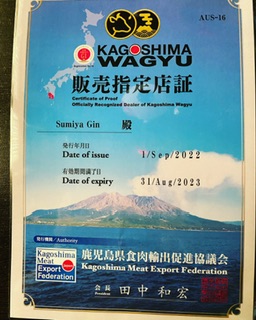 AUS-16
KAGOSHIMA
WAGYU
販売指定店証
Certificate of Proof
Officially Recognized Dealer of Kagoshima Wagyu
Sumiya Gin 殿
発行年月日
Date of issue 1/Sep/2022
有効期間満了日
Date of expiry 31/Aug/2023
発行機関/Authority
Kagoshima
Meat
Export
Federation
鹿児島県食肉輸出促進協議会
Kagoshima Meat Export Federation
会長
President
田中和宏